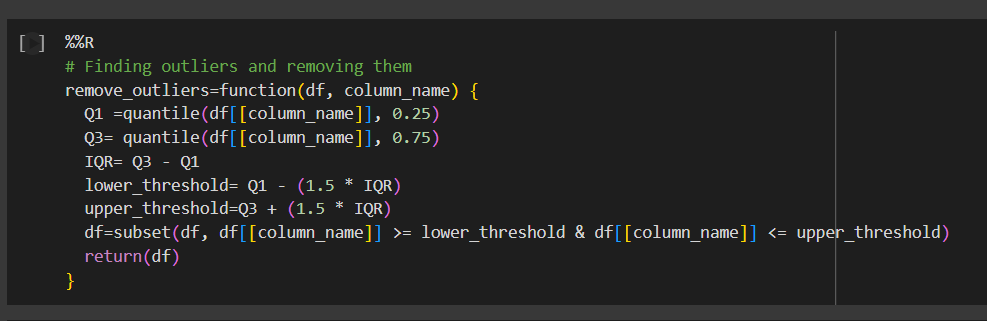 [ ] %%R
# Finding outliers and removing them
remove_outliers=function(df, column_name) {
  Q1 =quantile(df[[column_name]], 0.25)
  Q3= quantile(df[[column_name]], 0.75)
  IQR= Q3 - Q1
  lower_threshold= Q1 - (1.5 * IQR)
  upper_threshold=Q3 + (1.5 * IQR)
  df=subset(df, df[[column_name]] >= lower_threshold & df[[column_name]] <= upper_threshold)
  return(df)
}